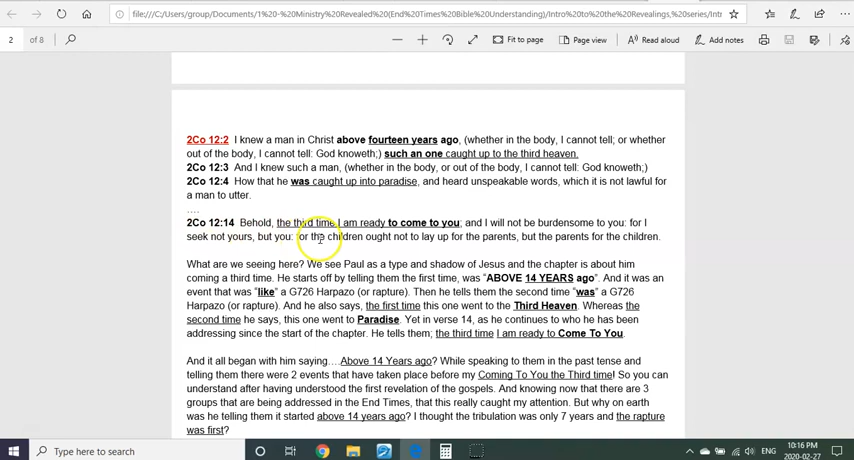 file:///C:/Users/group/Documents/1%20-%20Ministry%20Revealed%20(End%20Times%20Bible%20Understanding)/Intro%20to%20the%20Revealings,%20series/Intr
2 of 8 Fit to page Page view Read aloud Add notes
2Co 12:2 I knew a man in Christ above fourteen years ago, (whether in the body, I cannot tell; or whether
out of the body, I cannot tell: God knoweth;) such an one caught up to the third heaven.
2Co 12:3 And I knew such a man, (whether in the body, or out of the body, I cannot tell: God knoweth;)
2Co 12:4 How that he was caught up into paradise, and heard unspeakable words, which it is not lawful for
a man to utter.
....
2Co 12:14 Behold, the third time I am ready to come to you; and I will not be burdensome to you: for I
seek not yours, but you: for the children ought not to lay up for the parents, but the parents for the children.
What are we seeing here? We see Paul as a type and shadow of Jesus and the chapter is about him
coming a third time. He starts off by telling them the first time, was "ABOVE 14 YEARS ago". And it was an
event that was "like" a G726 Harpazo (or rapture). Then he tells them the second time "was" a G726
Harpazo (or rapture). And he also says, the first time this one went to the Third Heaven. Whereas the
second time he says, this one went to Paradise. Yet in verse 14, as he continues to who he has been
addressing since the start of the chapter. He tells them; the third time I am ready to Come To You.
And it all began with him saying....Above 14 Years ago? While speaking to them in the past tense and
telling them there were 2 events that have taken place before my Coming To You the Third time! So you can
understand after having understood the first revelation of the gospels. And knowing now that there are 3
groups that are being addressed in the End Times, that this really caught my attention. But why on earth
was he telling them it started above 14 years ago? I thought the tribulation was only 7 years and the rapture
was first?
Type here to search
ENG
10:16 PM
2020-02-27